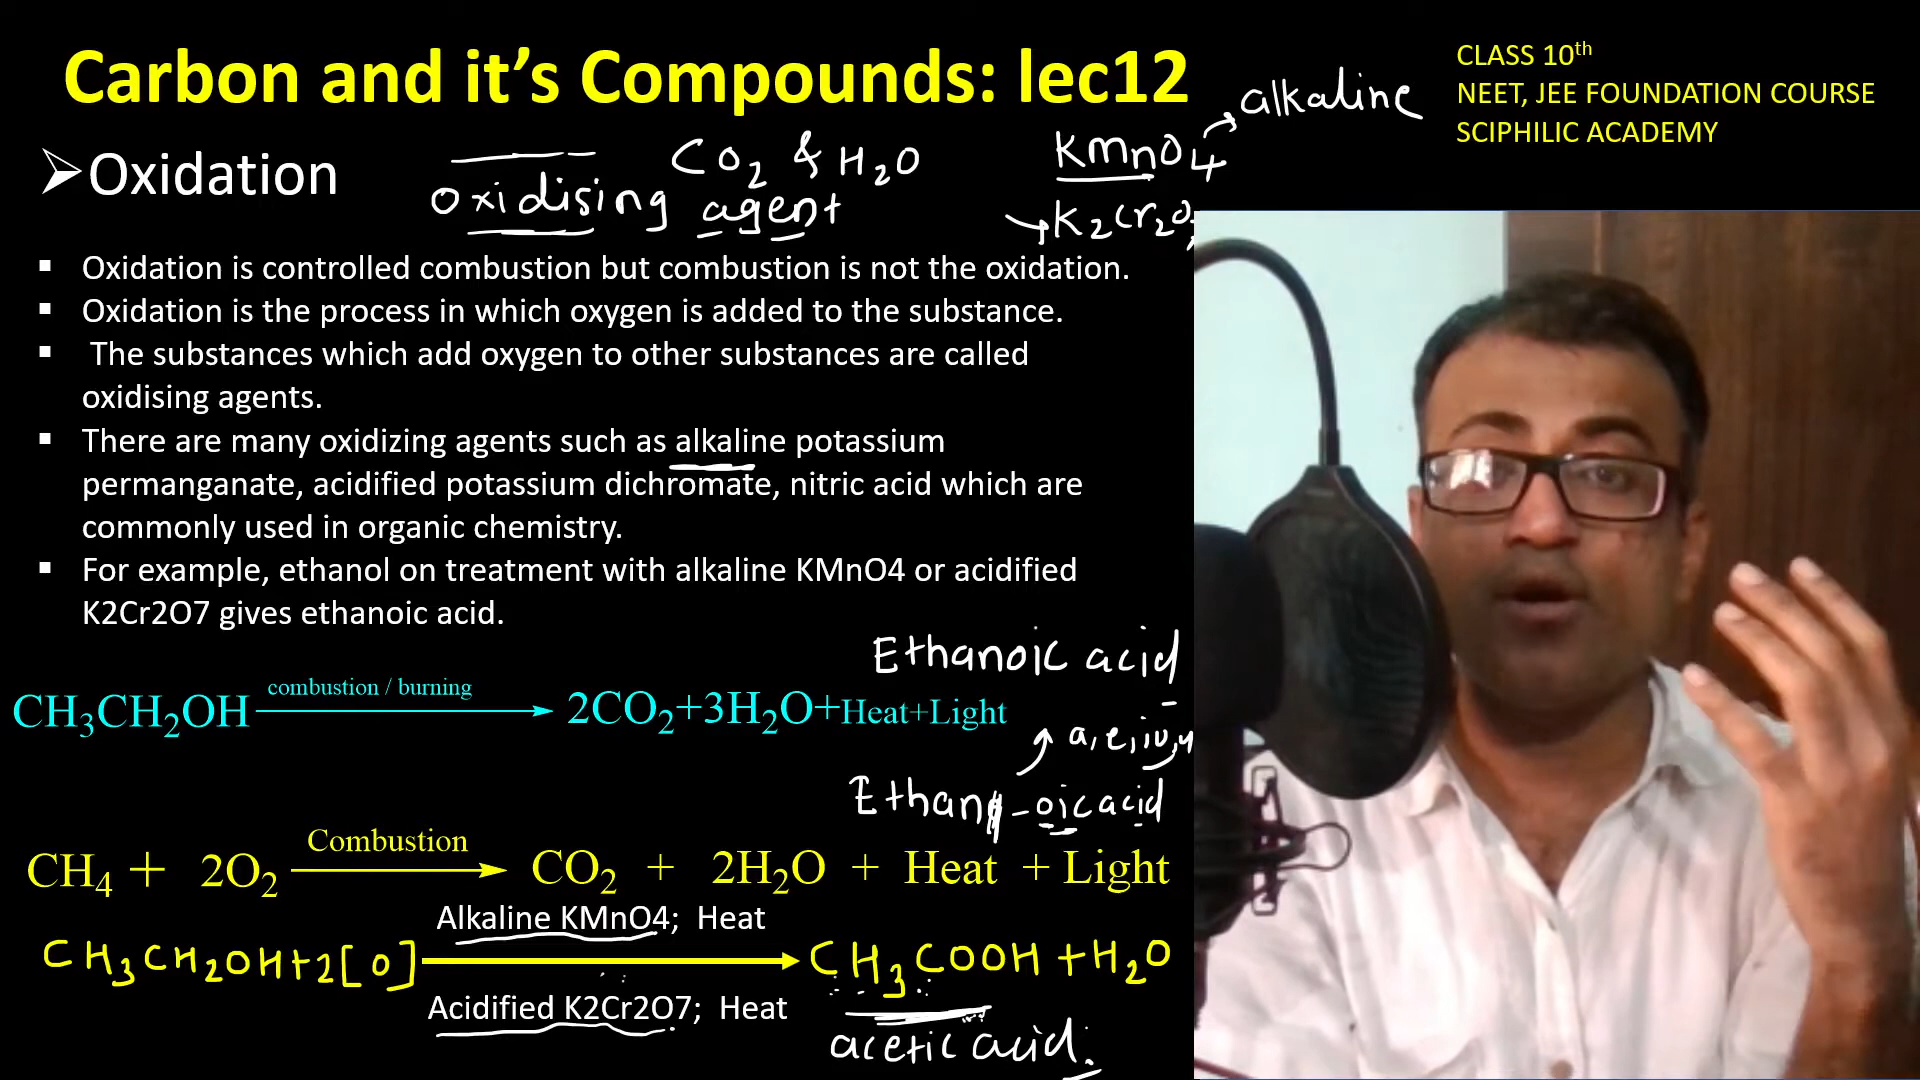 Carbon and it's Compounds: lec12
CLASS 10th
NEET, JEE FOUNDATION COURSE
SCIPHILIC ACADEMY
alkaline
KmnO4
K2Cr2O
➢Oxidation
CO2 & H2O
Oxidising agent
▪ Oxidation is controlled combustion but combustion is not the oxidation.
▪ Oxidation is the process in which oxygen is added to the substance.
▪ The substances which add oxygen to other substances are called
oxidising agents.
▪ There are many oxidizing agents such as alkaline potassium
permanganate, acidified potassium dichromate, nitric acid which are
commonly used in organic chemistry.
▪ For example, ethanol on treatment with alkaline KMnO4 or acidified
K2Cr2O7 gives ethanoic acid.
Ethanoic acid
combustion / burning
CH3CH2OH → 2CO2+3H2O+Heat+Light
a, e, i, o, u
Ethan -oic acid
Combustion
CH4 + 2O2 → CO2 + 2H2O + Heat + Light
Alkaline KMnO4; Heat
CH3CH2OH+2[O] → CH3COOH +H2O
Acidified K2Cr2O7; Heat
acetic acid.